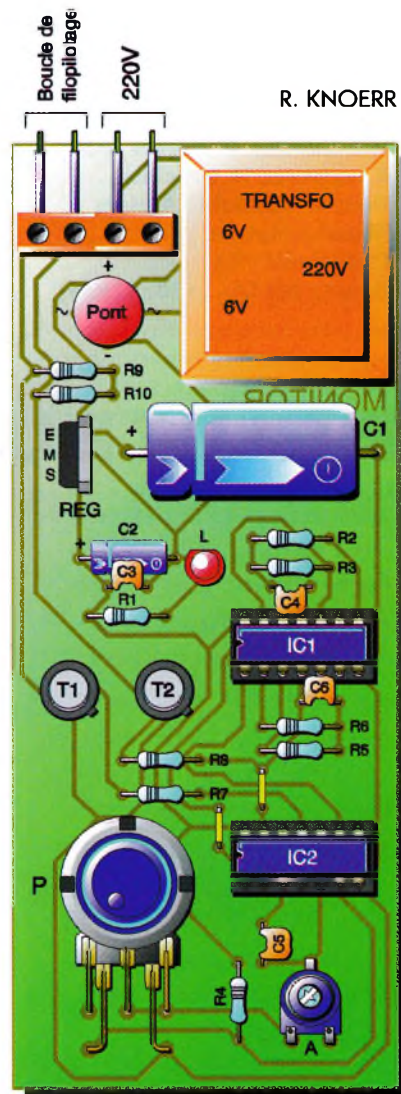 Boucle de
filopilotage
220V
R. KNOERR
TRANSFO
6V
220V
6V
+
Pont
~ ~
-
R9
R10
MONITOR
E
M
S
REG
+
C1
C2
+
C3
L
R1
R2
R3
C4
IC1
T1
T2
C6
R6
R5
R8
R7
IC2
P
C5
R4
A